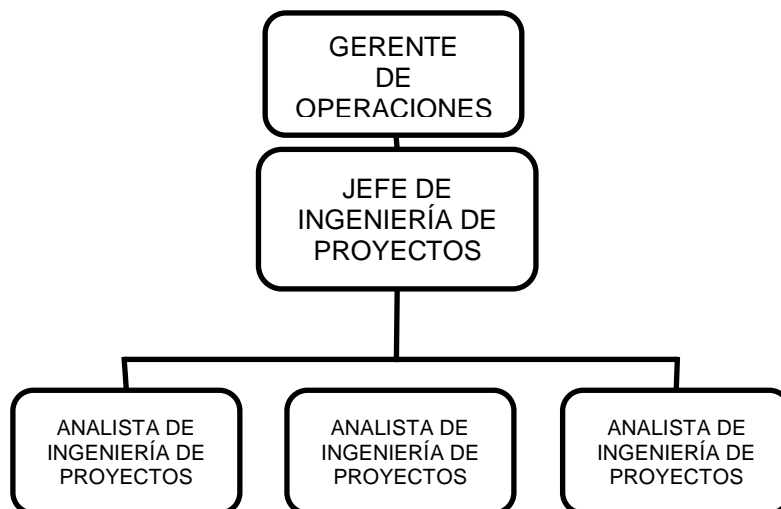 GERENTE
DE
OPERACIONES
JEFE DE
INGENIERÍA DE
PROYECTOS
ANALISTA DE
INGENIERÍA DE
PROYECTOS
ANALISTA DE
INGENIERÍA DE
PROYECTOS
ANALISTA DE
INGENIERÍA DE
PROYECTOS